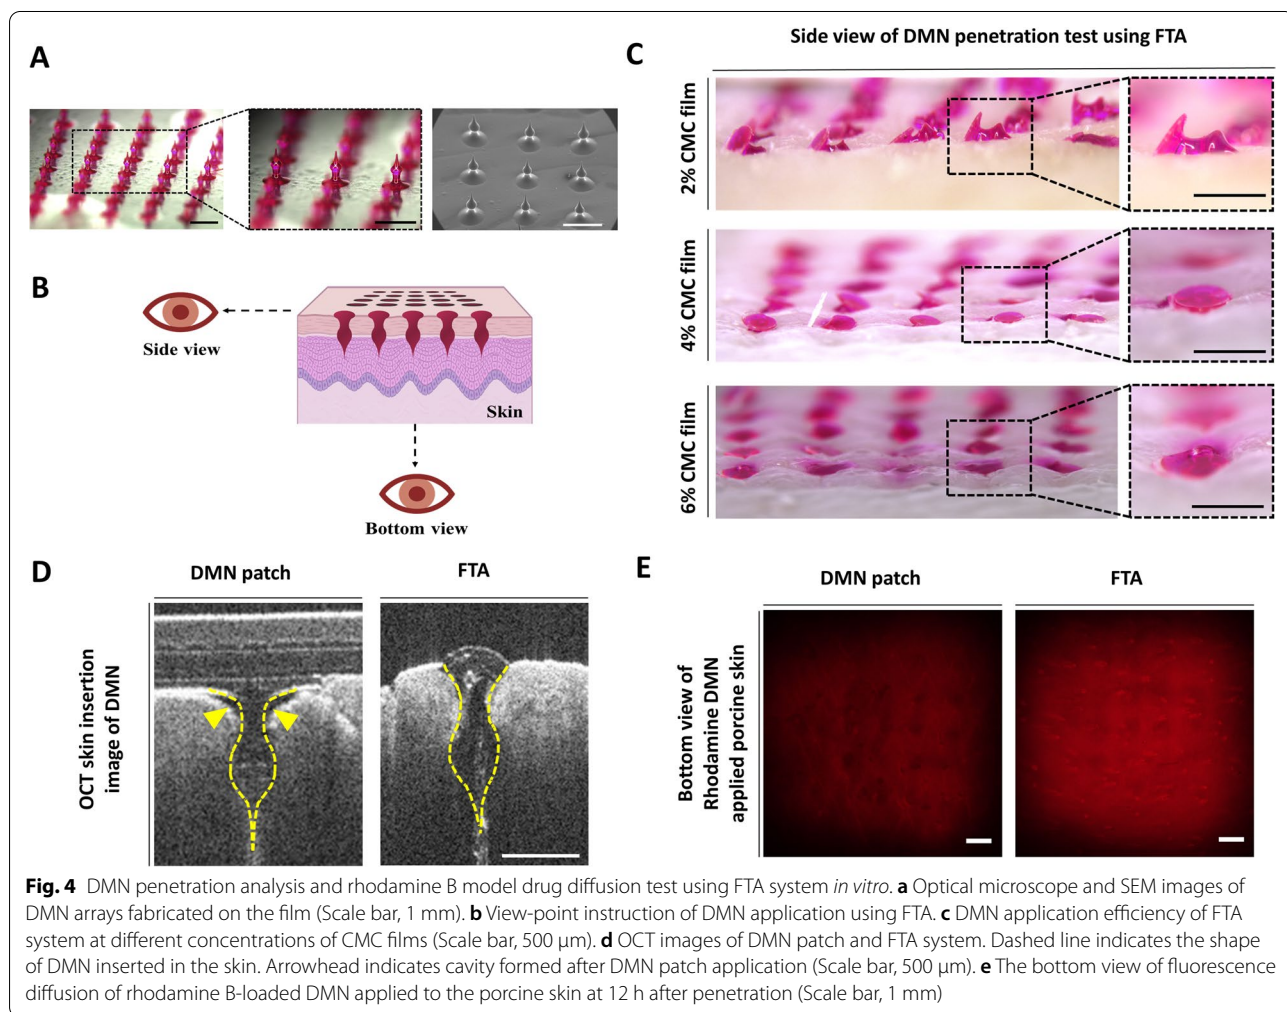 A
B
Side view
Skin
Bottom view
C
Side view of DMN penetration test using FTA
2% CMC film
4% CMC film
6% CMC film
D
DMN patch
FTA
OCT skin insertion
image of DMN
E
DMN patch
FTA
Bottom view of
Rhodamine DMN
applied porcine skin
Fig. 4 DMN penetration analysis and rhodamine B model drug diffusion test using FTA system in vitro. a Optical microscope and SEM images of
DMN arrays fabricated on the film (Scale bar, 1 mm). b View-point instruction of DMN application using FTA. c DMN application efficiency of FTA
system at different concentrations of CMC films (Scale bar, 500 μm). d OCT images of DMN patch and FTA system. Dashed line indicates the shape
of DMN inserted in the skin. Arrowhead indicates cavity formed after DMN patch application (Scale bar, 500 μm). e The bottom view of fluorescence
diffusion of rhodamine B-loaded DMN applied to the porcine skin at 12 h after penetration (Scale bar, 1 mm)